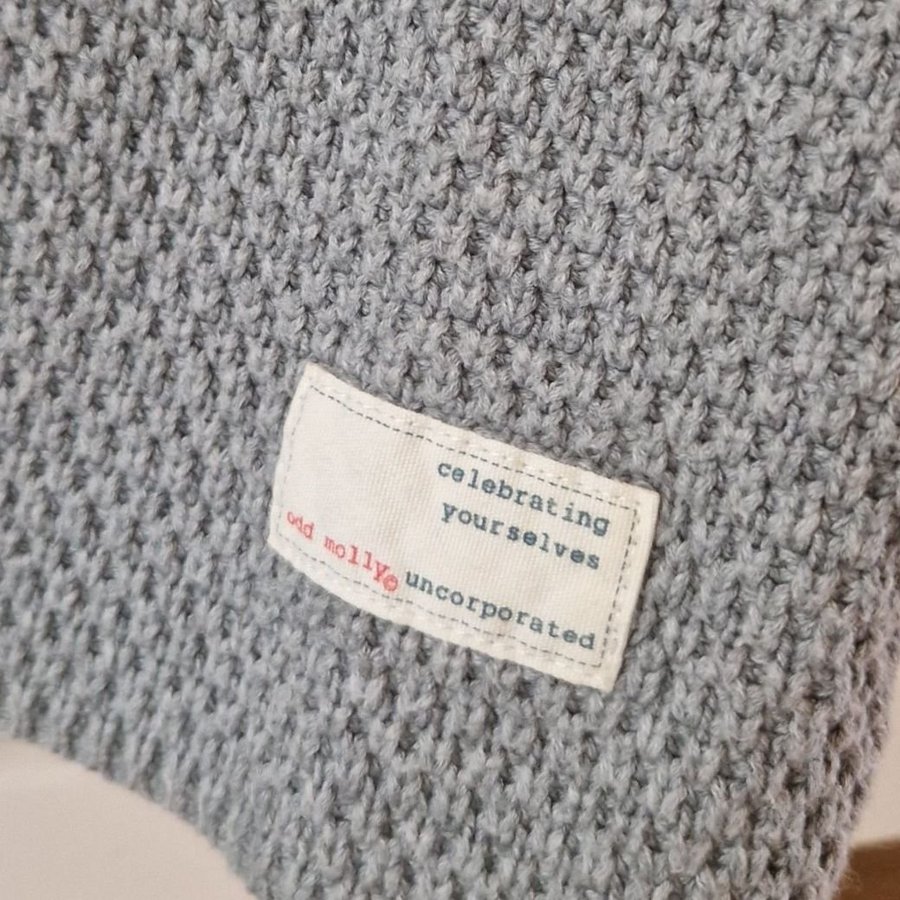 celebrating
yourselves
odd molly© uncorporated